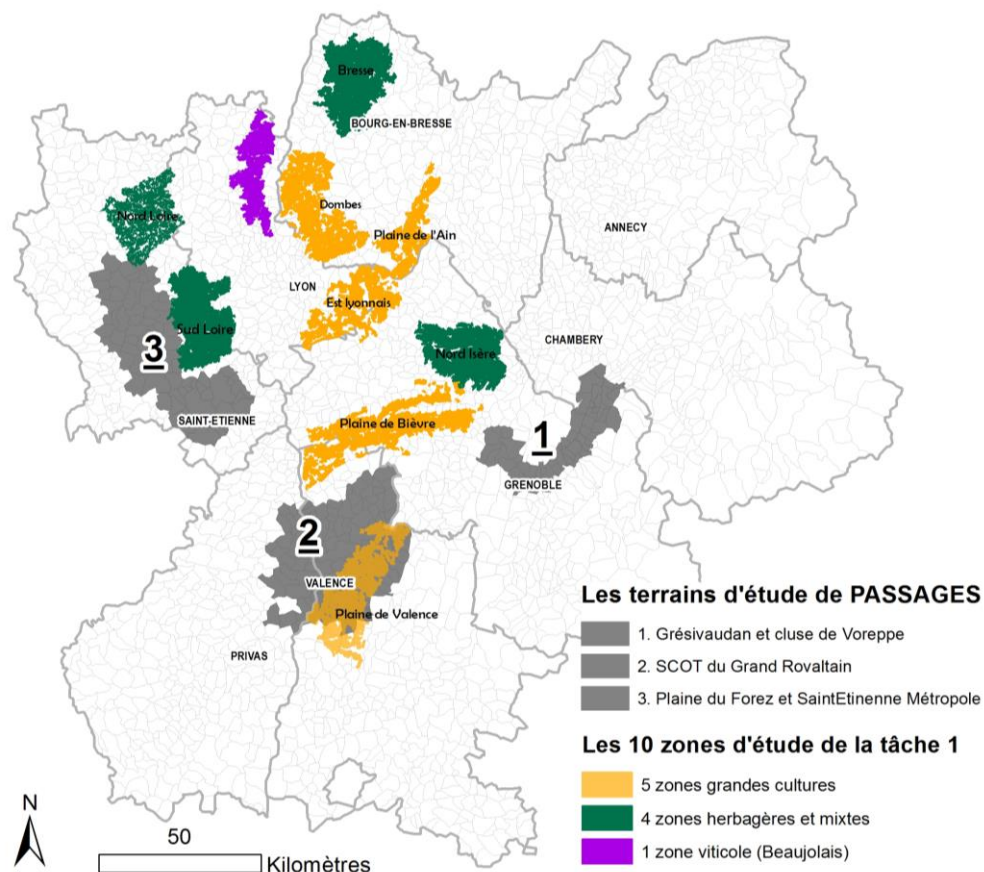 Bresse
BOURG-EN-BRESSE
Nord Loire
Dombes
Plaine de l'Ain
ANNECY
LYON
Est lyonnais
Sud Loire
3
Nord Isère
CHAMBERY
SAINT-ETIENNE
Plaine de Bièvre
1
GRENOBLE
2
VALENCE
Plaine de Valence
PRIVAS
Les terrains d'étude de PASSAGES
1. Grésivaudan et cluse de Voreppe
2. SCOT du Grand Rovaltain
3. Plaine du Forez et SaintEtinenne Métropole
Les 10 zones d'étude de la tâche 1
5 zones grandes cultures
4 zones herbagères et mixtes
1 zone viticole (Beaujolais)
N
50
Kilomètres